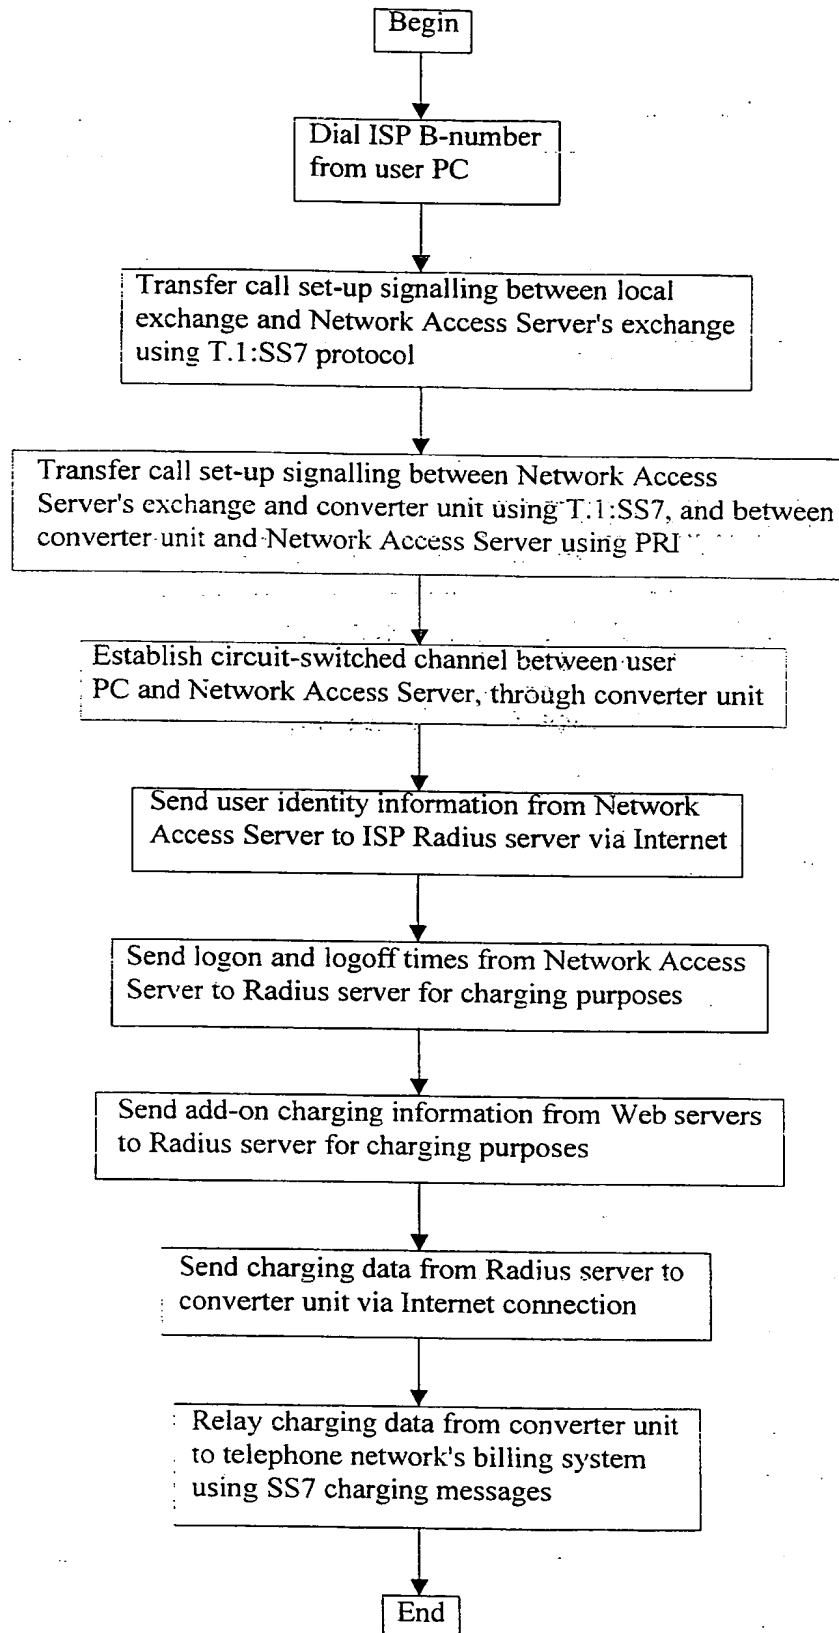 Begin
Dial ISP B-number
from user PC
Transfer call set-up signalling between local
exchange and Network Access Server's exchange
using T.1:SS7 protocol
Transfer call set-up signalling between Network Access
Server's exchange and converter unit using T.1:SS7, and between
converter unit and Network Access Server using PRI
Establish circuit-switched channel between user
PC and Network Access Server, through converter unit
Send user identity information from Network
Access Server to ISP Radius server via Internet
Send logon and logoff times from Network Access
Server to Radius server for charging purposes
Send add-on charging information from Web servers
to Radius server for charging purposes
Send charging data from Radius server to
converter unit via Internet connection
Relay charging data from converter unit
to telephone network's billing system
using SS7 charging messages
End